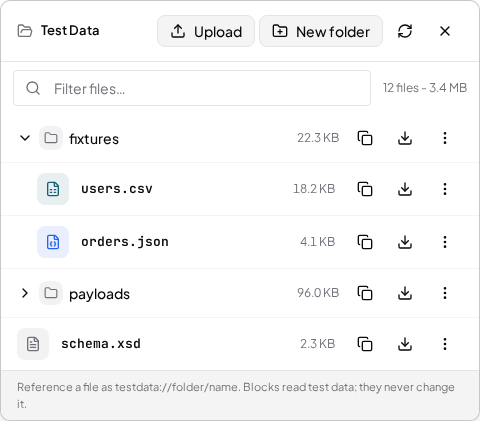 Test Data
Upload
New folder
Filter files...
12 files - 3.4 MB
fixtures
22.3 KB
users.csv
18.2 KB
orders.json
4.1 KB
payloads
96.0 KB
schema.xsd
2.3 KB
Reference a file as testdata://folder/name. Blocks read test data; they never change
it.